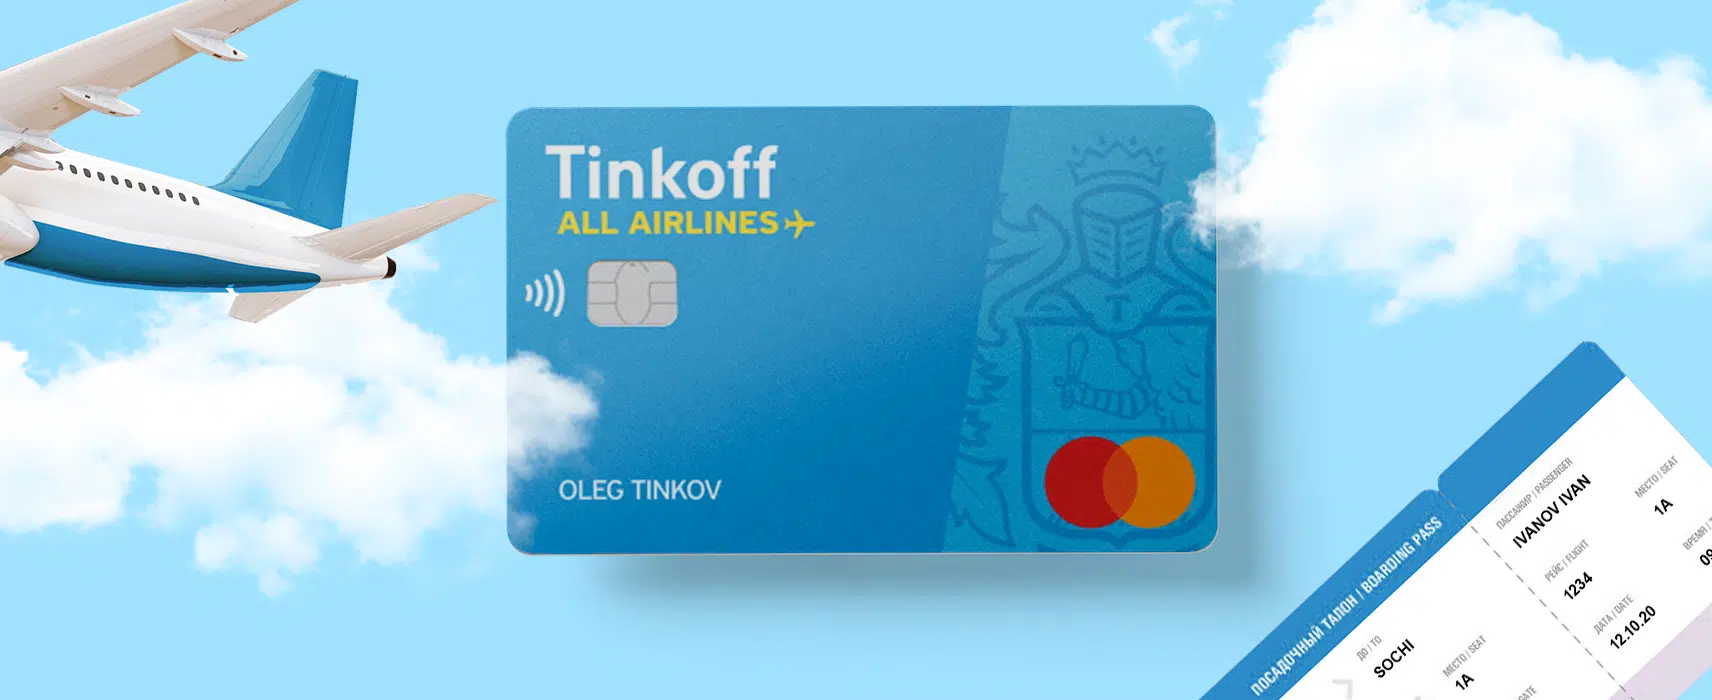 Tinkoff
ALL AIRLINES
OLEG TINKOV
ПОСАДОЧНЫЙ ТАЛОН / BOARDING PASS
ДО / TO
SOCHI
МЕСТО / SEAT
1A
ПАССАЖИР / PASSENGER
IVANOV IVAN
МЕСТО / SEAT
1A
РЕЙС / FLIGHT
1234
ДАТА / DATE
12.10.20